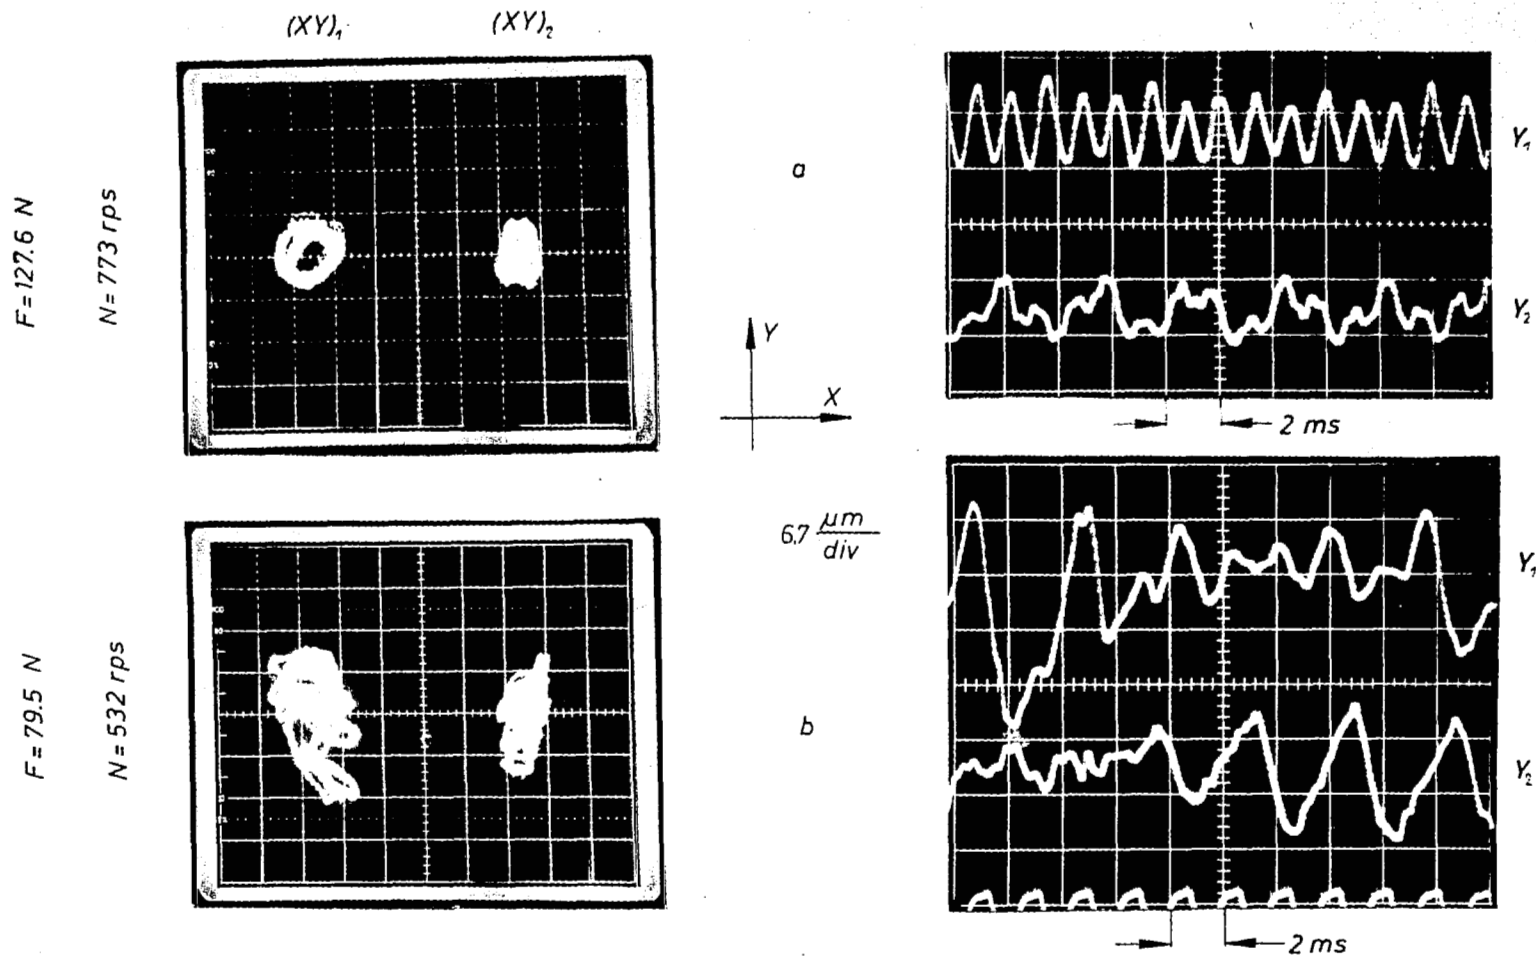 (XY)₁ (XY)₂
F=127.6 N
N=773 rps
a
Y₁
Y₂
Y
X
2 ms
6.7 μm/div
F=79.5 N
N=532 rps
b
Y₁
Y₂
2 ms